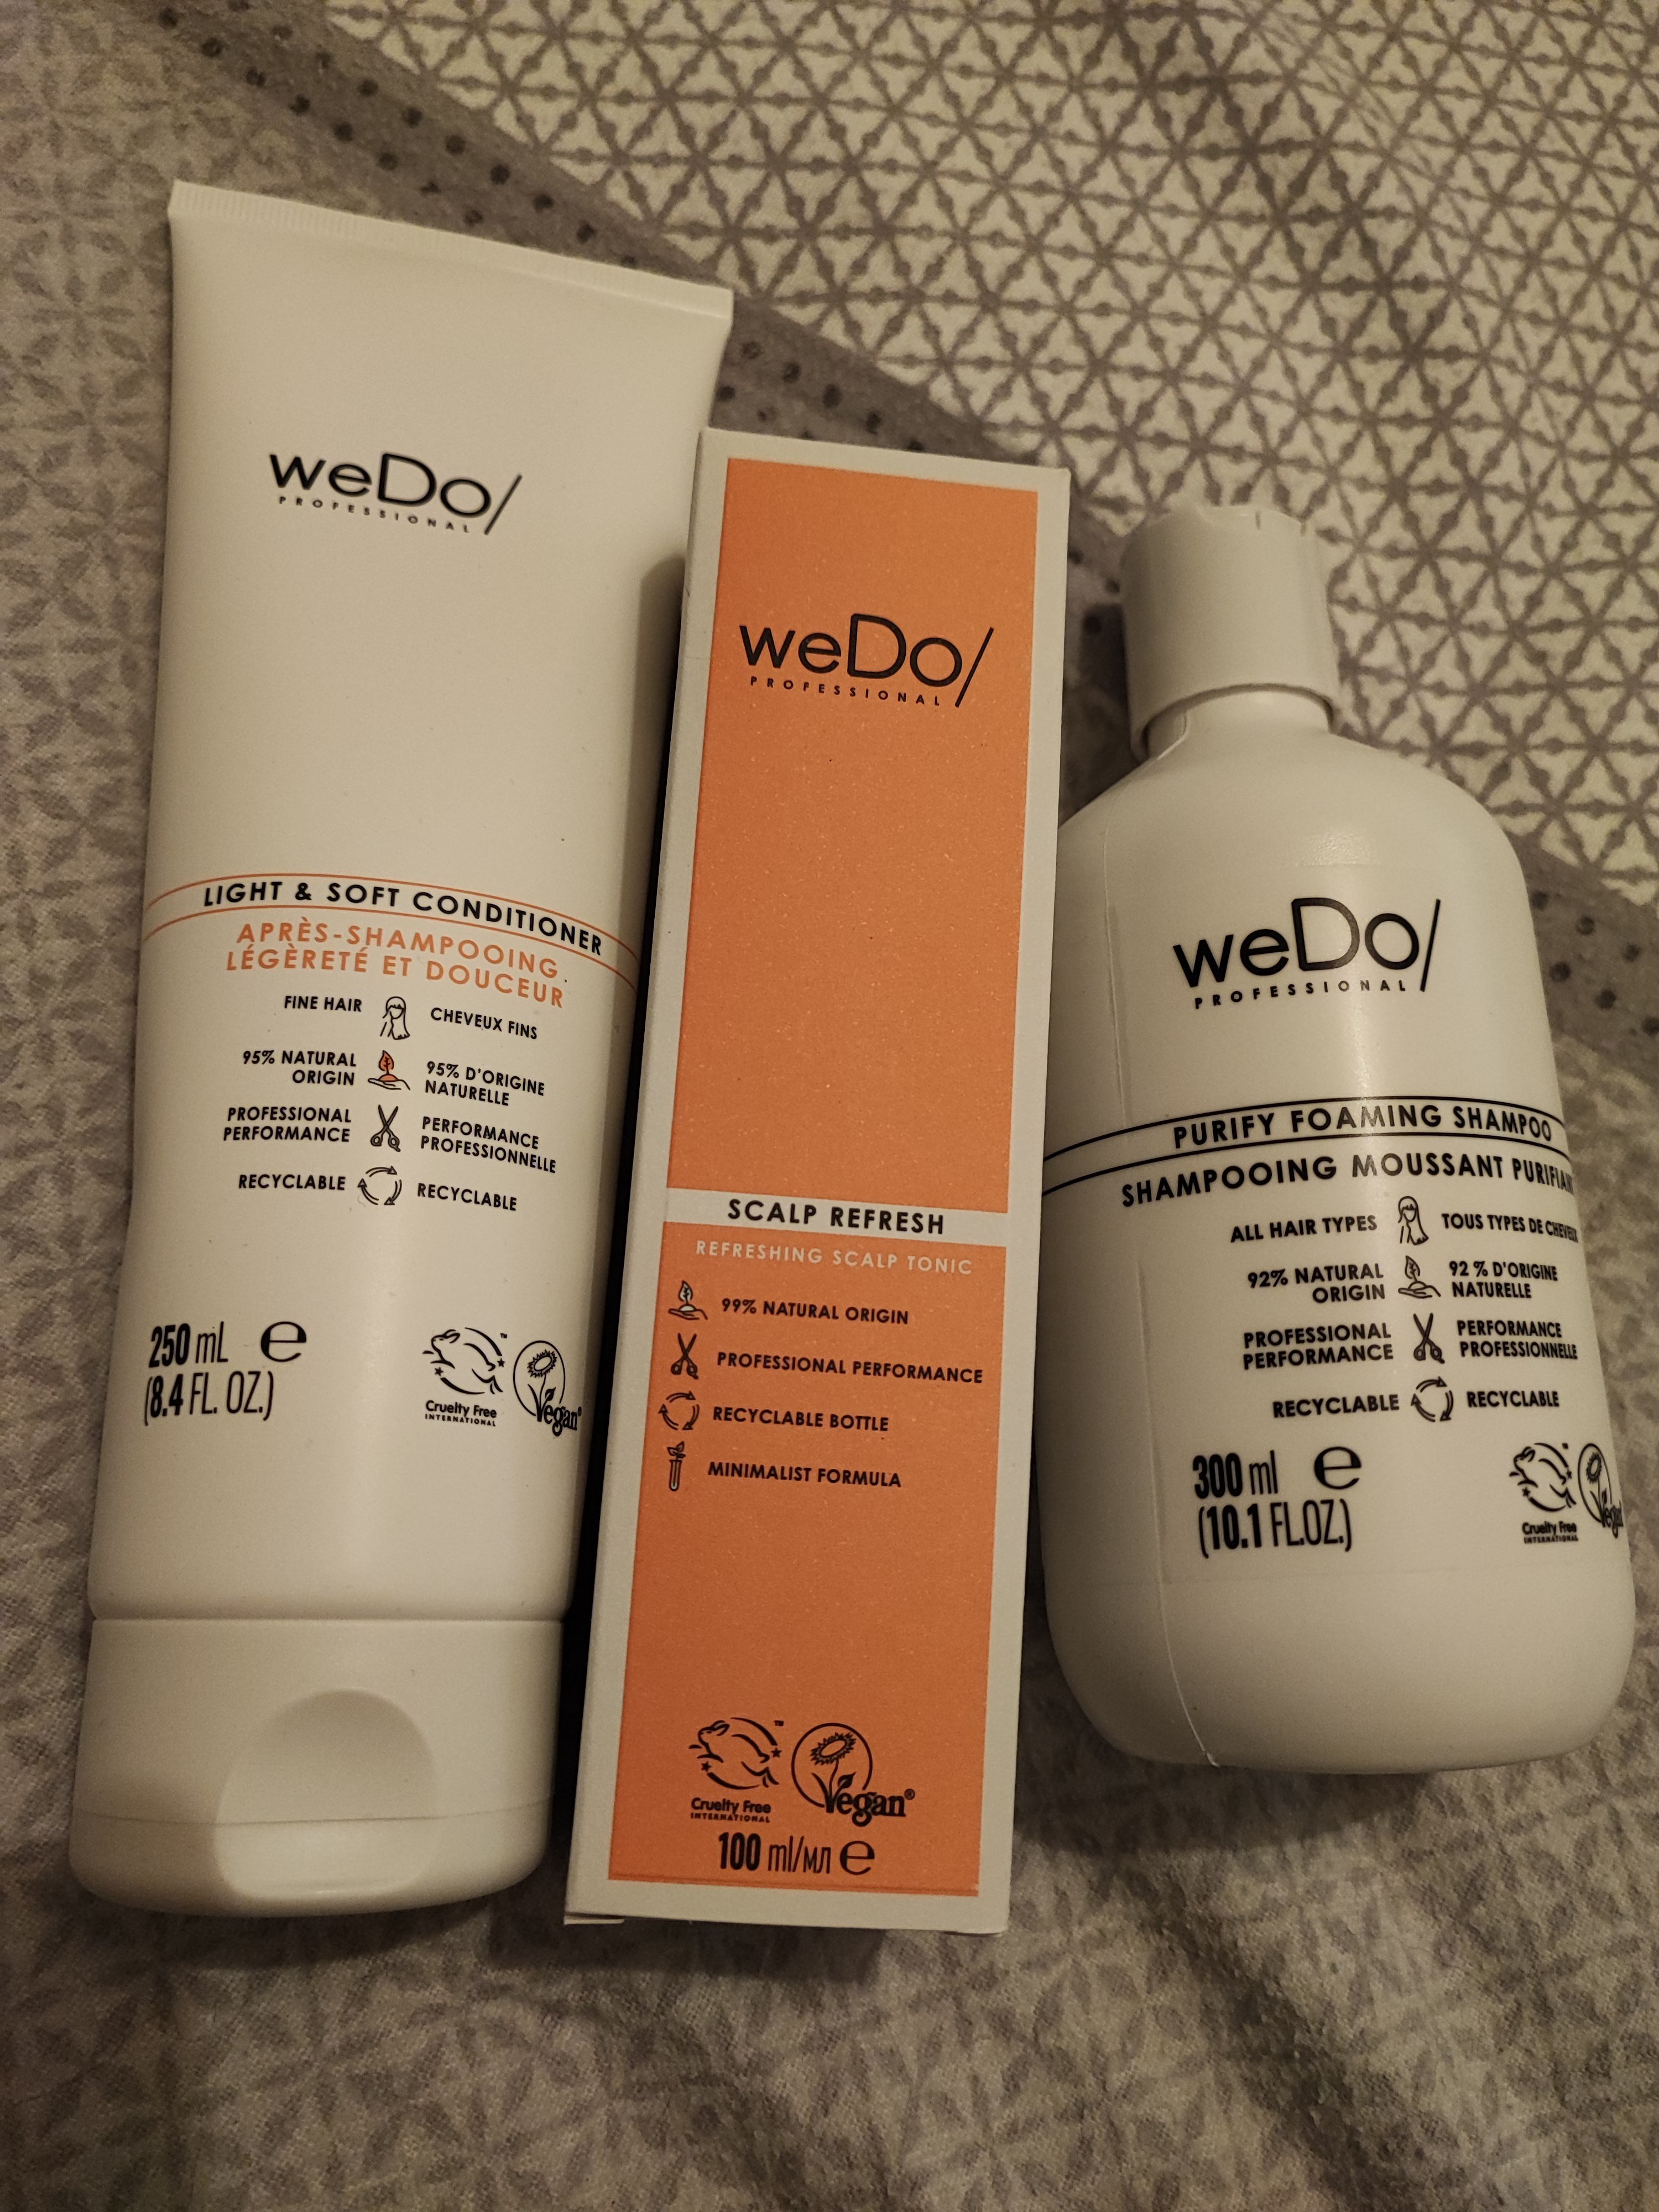 weDo/
PROFESSIONAL
LIGHT & SOFT CONDITIONER
APRÈS-SHAMPOOING
LÉGÈRETÉ ET DOUCEUR
FINE HAIR CHEVEUX FINS
95% NATURAL ORIGIN 95% D'ORIGINE NATURELLE
PROFESSIONAL PERFORMANCE PERFORMANCE PROFESSIONNELLE
RECYCLABLE RECYCLABLE
250 mL e
(8.4 FL. OZ.)
Cruelty Free
INTERNATIONAL
Vegan
weDo/
PROFESSIONAL
SCALP REFRESH
REFRESHING SCALP TONIC
99% NATURAL ORIGIN
PROFESSIONAL PERFORMANCE
RECYCLABLE BOTTLE
MINIMALIST FORMULA
Cruelty Free
INTERNATIONAL
Vegan®
100 ml/мл e
weDo/
PROFESSIONAL
PURIFY FOAMING SHAMPOO
SHAMPOOING MOUSSANT
ALL HAIR TYPES TOUS TYPES DE
92% NATURAL ORIGIN 92 % D'ORIGINE NATURELLE
PROFESSIONAL PERFORMANCE PERFORMANCE PROFESSIONNELLE
RECYCLABLE RECYCLABLE
300 ml e
(10.1 FL.OZ.)
Cruelty Free
INTERNATIONAL
Vegan